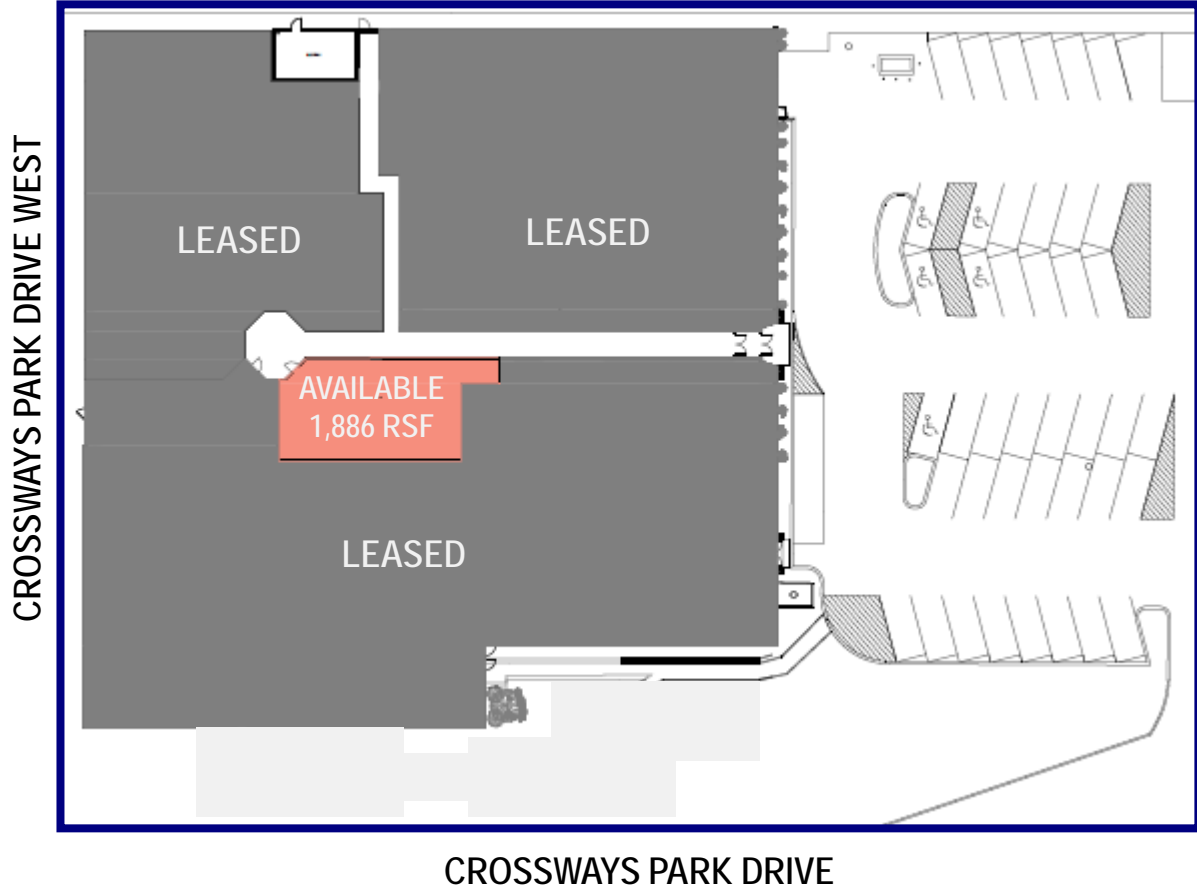 CROSSWAYS PARK DRIVE WEST
LEASED
LEASED
AVAILABLE
1,886 RSF
LEASED
CROSSWAYS PARK DRIVE